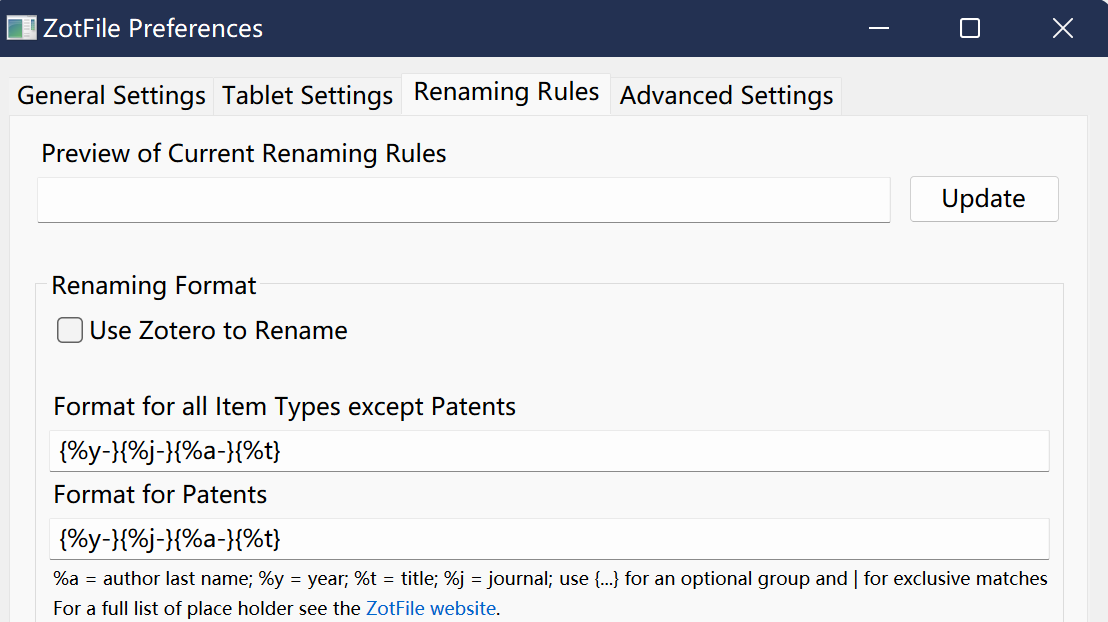 ZotFile Preferences
General Settings Tablet Settings Renaming Rules Advanced Settings
Preview of Current Renaming Rules
Update
Renaming Format
Use Zotero to Rename
Format for all Item Types except Patents
{%y-}{%j-}{%a-}{%t}
Format for Patents
{%y-}{%j-}{%a-}{%t}
%a = author last name; %y = year; %t = title; %j = journal; use {...} for an optional group and | for exclusive matches
For a full list of place holder see the ZotFile website.